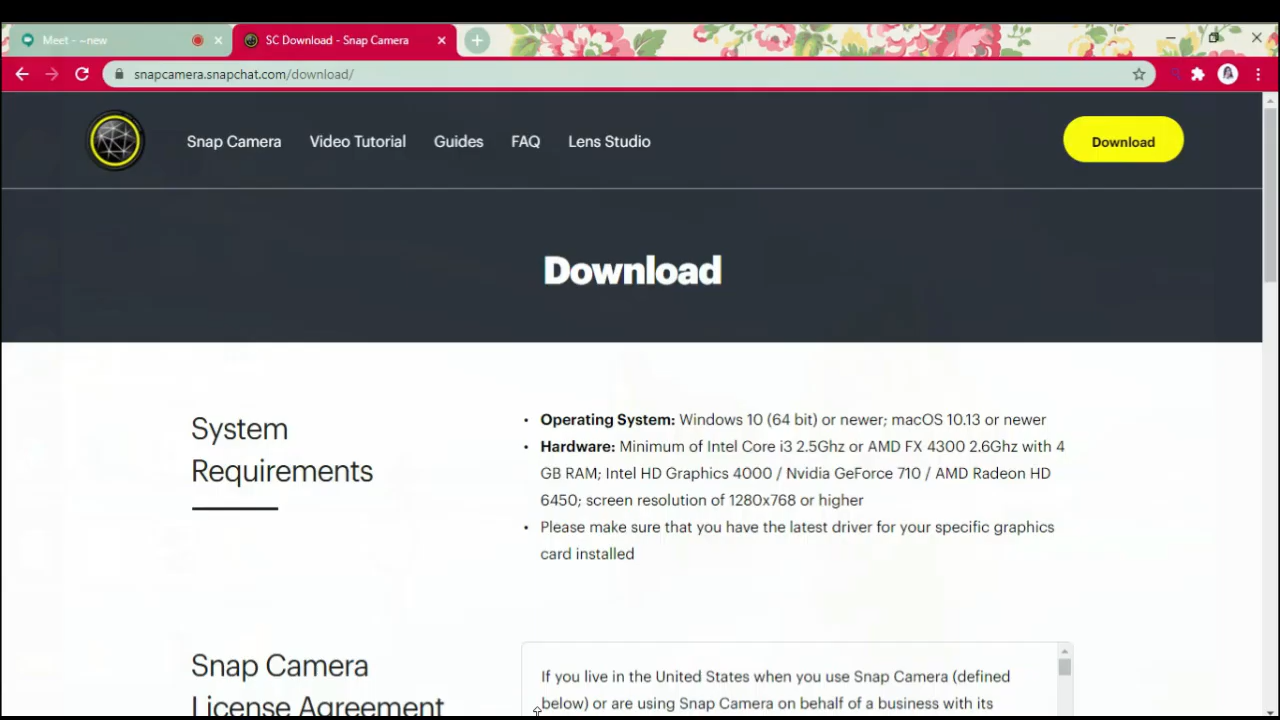 Meet - ~new
SC Download - Snap Camera
snapcamera.snapchat.com/download/
Snap Camera
Video Tutorial
Guides
FAQ
Lens Studio
Download
Download
System
Requirements
• Operating System: Windows 10 (64 bit) or newer; macOS 10.13 or newer
• Hardware: Minimum of Intel Core i3 2.5Ghz or AMD FX 4300 2.6Ghz with 4
GB RAM; Intel HD Graphics 4000 / Nvidia GeForce 710 / AMD Radeon HD
6450; screen resolution of 1280x768 or higher
• Please make sure that you have the latest driver for your specific graphics
card installed
Snap Camera
License Agreement
If you live in the United States when you use Snap Camera (defined
below) or are using Snap Camera on behalf of a business with its